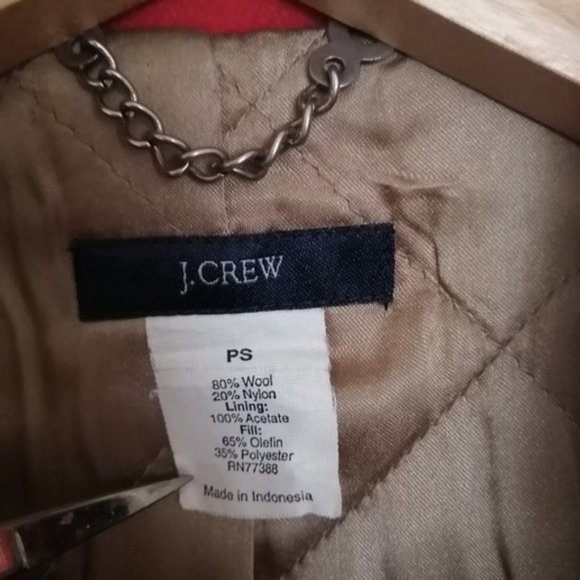 J.CREW
PS
80% Wool
20% Nylon
Lining:
100% Acetate
Fill:
65% Olefin
35% Polyester
RN77388
Made in Indonesia